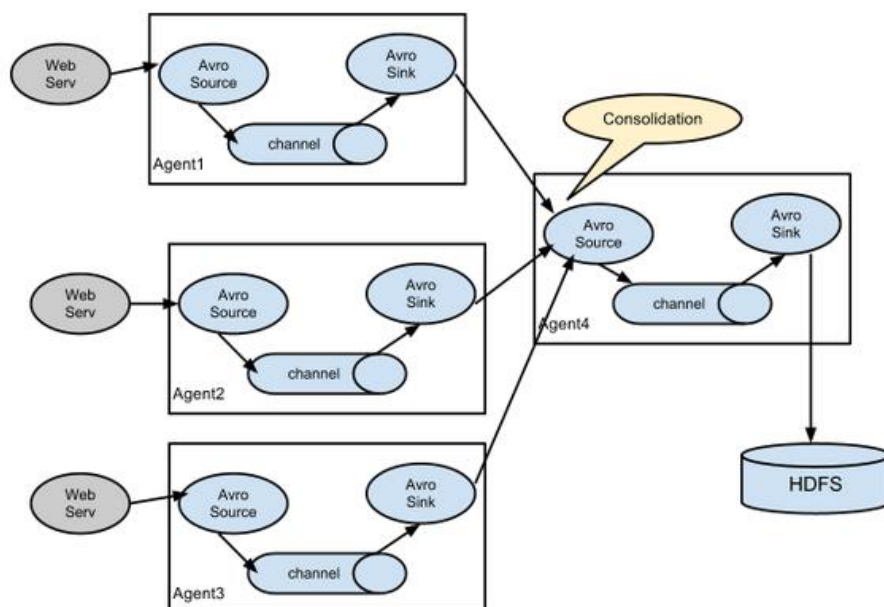 Web
Serv
Avro
Source
Avro
Sink
channel
Agent1
Consolidation
Avro
Source
Avro
Sink
channel
Agent4
Web
Serv
Avro
Source
Avro
Sink
channel
Agent2
Web
Serv
Avro
Source
Avro
Sink
channel
Agent3
HDFS